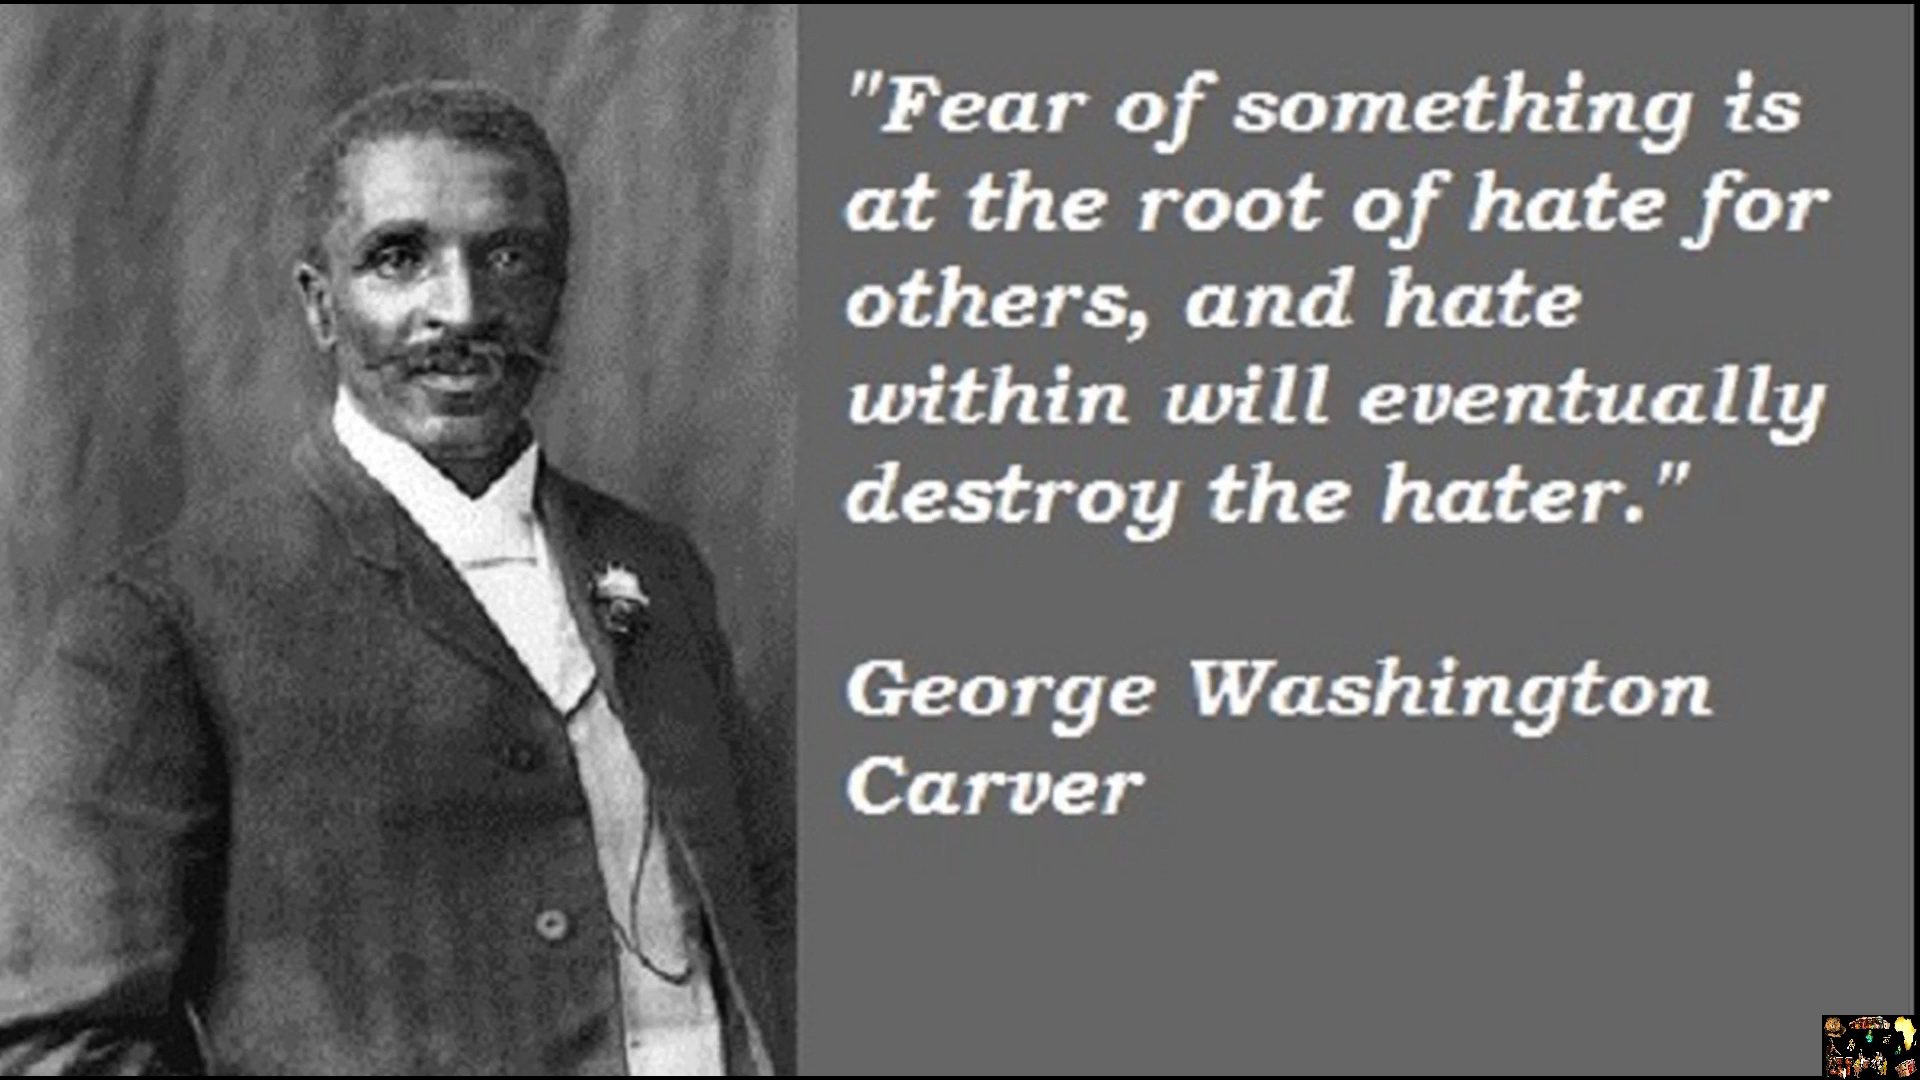 "Fear of something is
at the root of hate for
others, and hate
within will eventually
destroy the hater."
George Washington
Carver